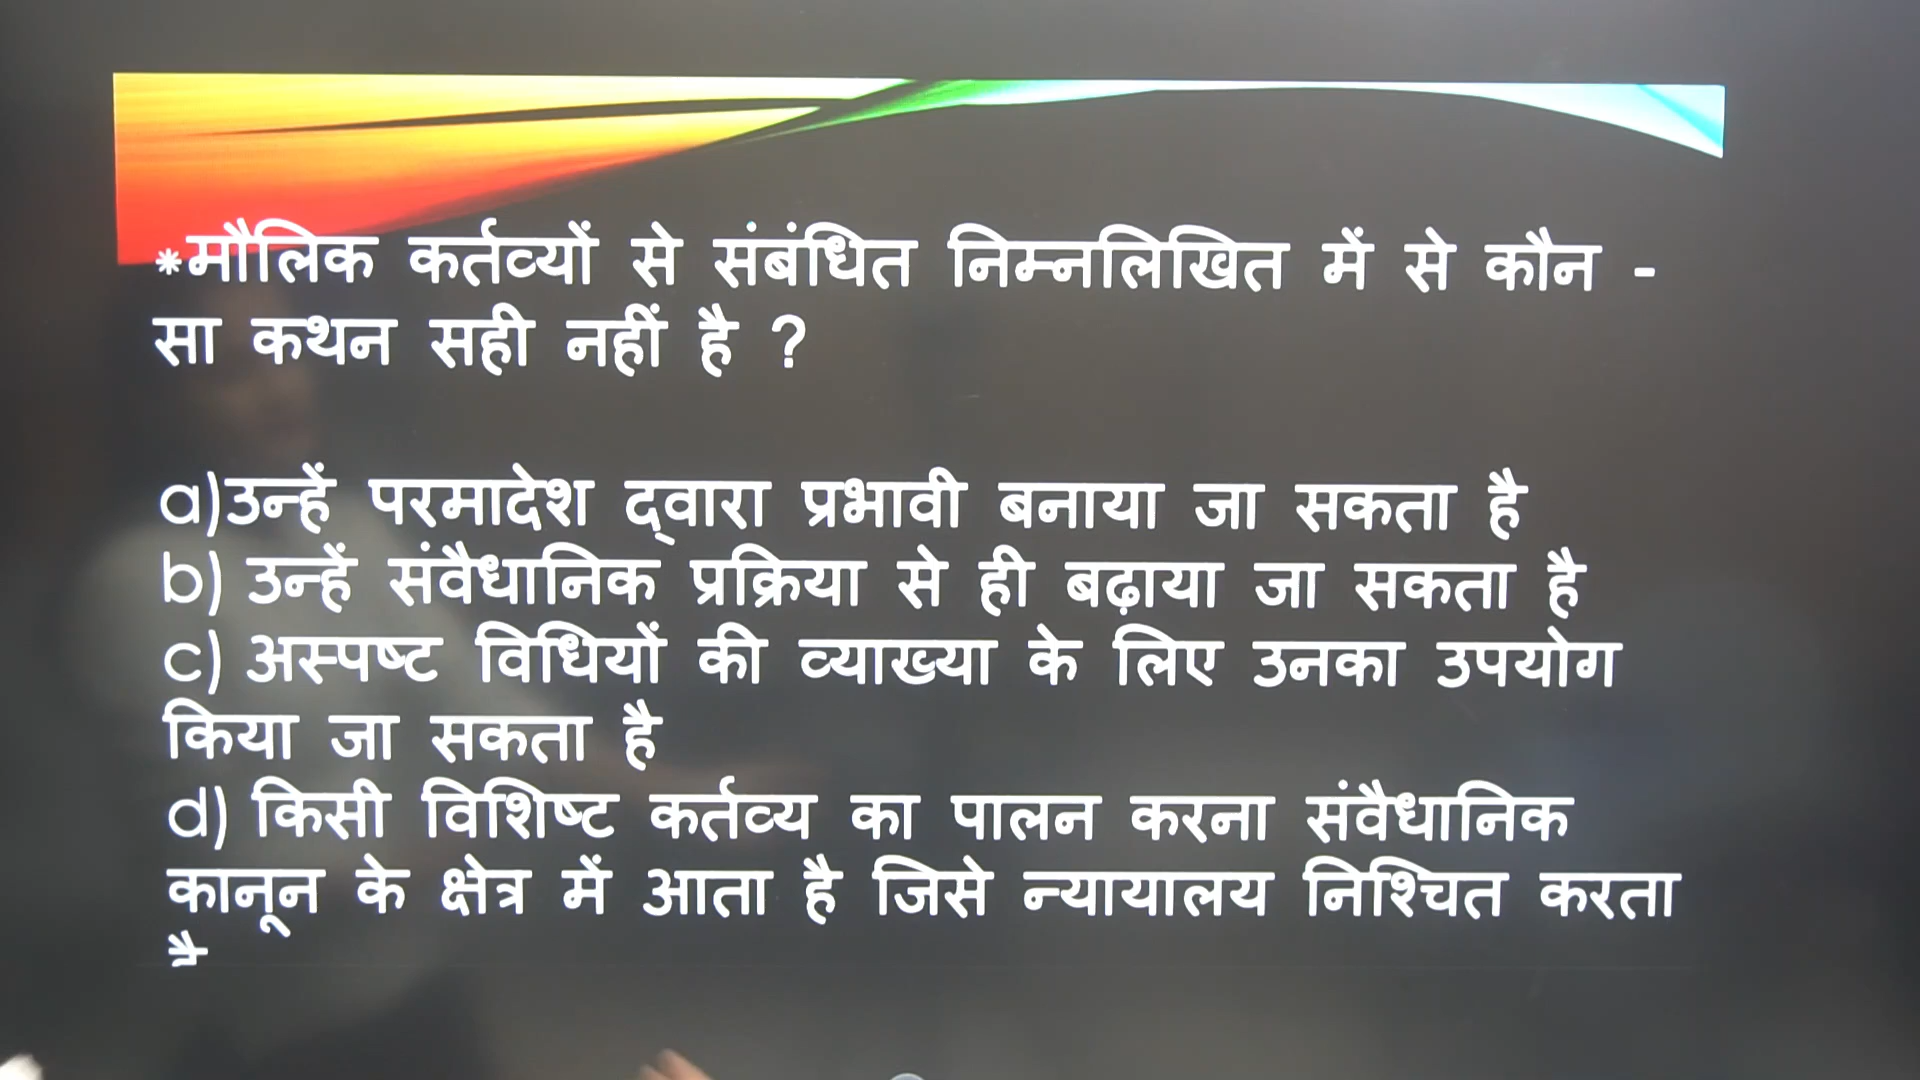 *मौलिक कर्तव्यों से संबंधित निम्नलिखित में से कौन -
सा कथन सही नहीं है ?
a)उन्हें परमादेश द्वारा प्रभावी बनाया जा सकता है
b) उन्हें संवैधानिक प्रक्रिया से ही बढ़ाया जा सकता है
c) अस्पष्ट विधियों की व्याख्या के लिए उनका उपयोग
किया जा सकता है
d) किसी विशिष्ट कर्तव्य का पालन करना संवैधानिक
कानून के क्षेत्र में आता है जिसे न्यायालय निश्चित करता
है